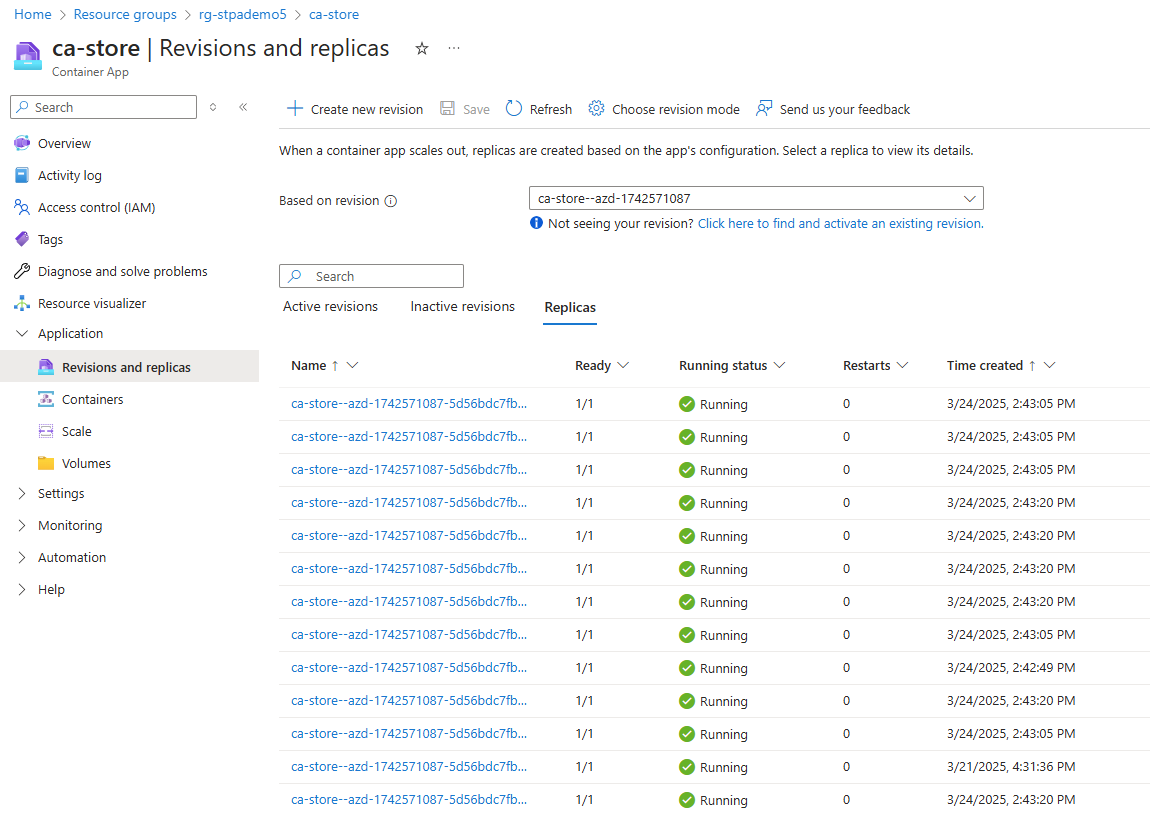 Home > Resource groups > rg-stpademo5 > ca-store
ca-store | Revisions and replicas
Container App
Search
Overview
Activity log
Access control (IAM)
Tags
Diagnose and solve problems
Resource visualizer
Application
Revisions and replicas
Containers
Scale
Volumes
Settings
Monitoring
Automation
Help
Create new revision Save Refresh Choose revision mode Send us your feedback
When a container app scales out, replicas are created based on the app's configuration. Select a replica to view its details.
Based on revision ca-store--azd-1742571087
Not seeing your revision? Click here to find and activate an existing revision.
Search
Active revisions Inactive revisions Replicas
Name ↑ Ready Running status Restarts Time created ↑
ca-store--azd-1742571087-5d56bdc7fb... 1/1 Running 0 3/24/2025, 2:43:05 PM
ca-store--azd-1742571087-5d56bdc7fb... 1/1 Running 0 3/24/2025, 2:43:05 PM
ca-store--azd-1742571087-5d56bdc7fb... 1/1 Running 0 3/24/2025, 2:43:05 PM
ca-store--azd-1742571087-5d56bdc7fb... 1/1 Running 0 3/24/2025, 2:43:20 PM
ca-store--azd-1742571087-5d56bdc7fb... 1/1 Running 0 3/24/2025, 2:43:20 PM
ca-store--azd-1742571087-5d56bdc7fb... 1/1 Running 0 3/24/2025, 2:43:20 PM
ca-store--azd-1742571087-5d56bdc7fb... 1/1 Running 0 3/24/2025, 2:43:20 PM
ca-store--azd-1742571087-5d56bdc7fb... 1/1 Running 0 3/24/2025, 2:43:05 PM
ca-store--azd-1742571087-5d56bdc7fb... 1/1 Running 0 3/24/2025, 2:42:49 PM
ca-store--azd-1742571087-5d56bdc7fb... 1/1 Running 0 3/24/2025, 2:43:20 PM
ca-store--azd-1742571087-5d56bdc7fb... 1/1 Running 0 3/24/2025, 2:43:05 PM
ca-store--azd-1742571087-5d56bdc7fb... 1/1 Running 0 3/21/2025, 4:31:36 PM
ca-store--azd-1742571087-5d56bdc7fb... 1/1 Running 0 3/24/2025, 2:43:20 PM